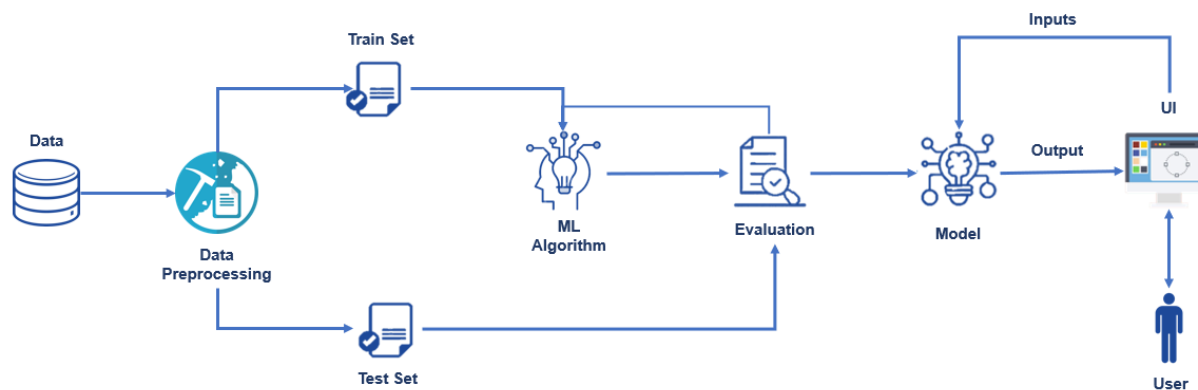 Inputs
Train Set
UI
Data
Output
ML
Algorithm
Evaluation
Model
Data
Preprocessing
Test Set
User